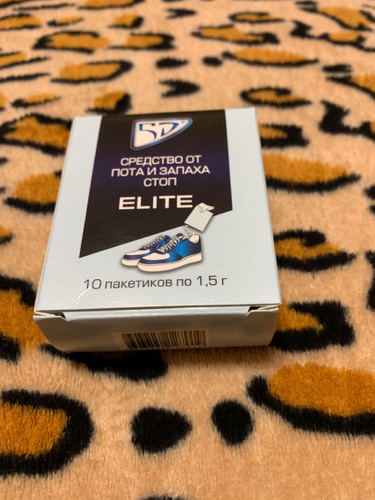 5D
СРЕДСТВО ОТ
ПОТА И ЗАПАХА
СТОП
ELITE
10 пакетиков по 1,5 г